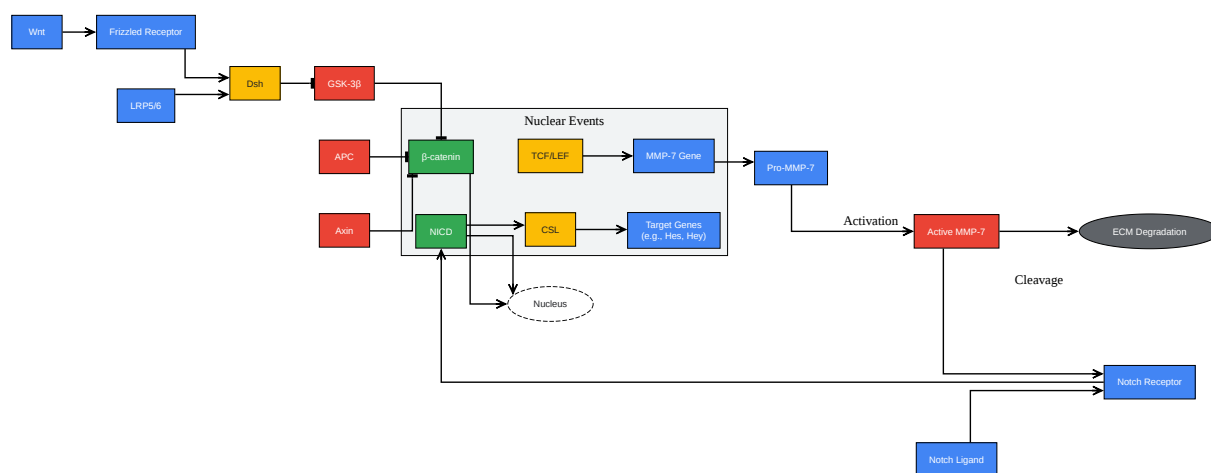 Wnt
Frizzled Receptor
LRP5/6
Dsh
GSK-3β
Nuclear Events
APC
β-catenin
TCF/LEF
MMP-7 Gene
Pro-MMP-7
Axin
NICD
CSL
Target Genes
(e.g., Hes, Hey)
Activation
Active MMP-7
ECM Degradation
Cleavage
Nucleus
Notch Receptor
Notch Ligand